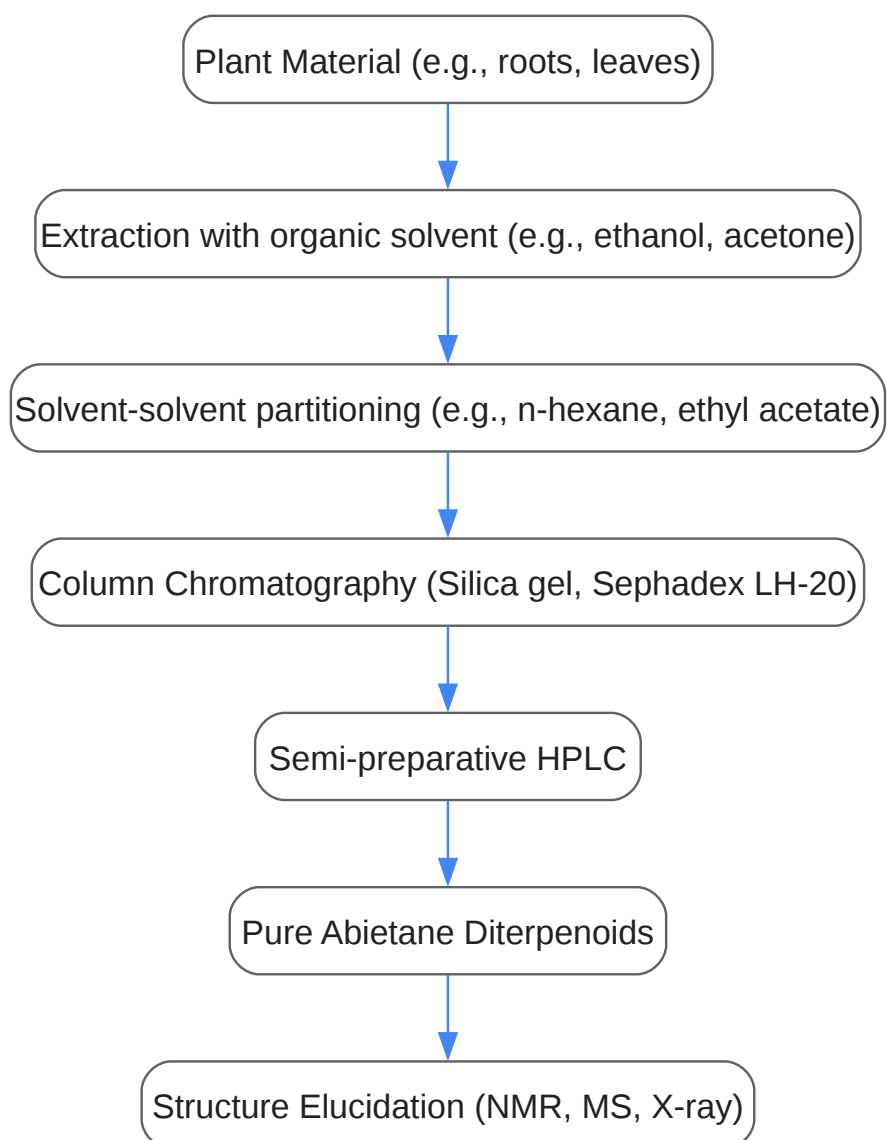 Plant Material (e.g., roots, leaves)
Extraction with organic solvent (e.g., ethanol, acetone)
Solvent-solvent partitioning (e.g., n-hexane, ethyl acetate)
Column Chromatography (Silica gel, Sephadex LH-20)
Semi-preparative HPLC
Pure Abietane Diterpenoids
Structure Elucidation (NMR, MS, X-ray)